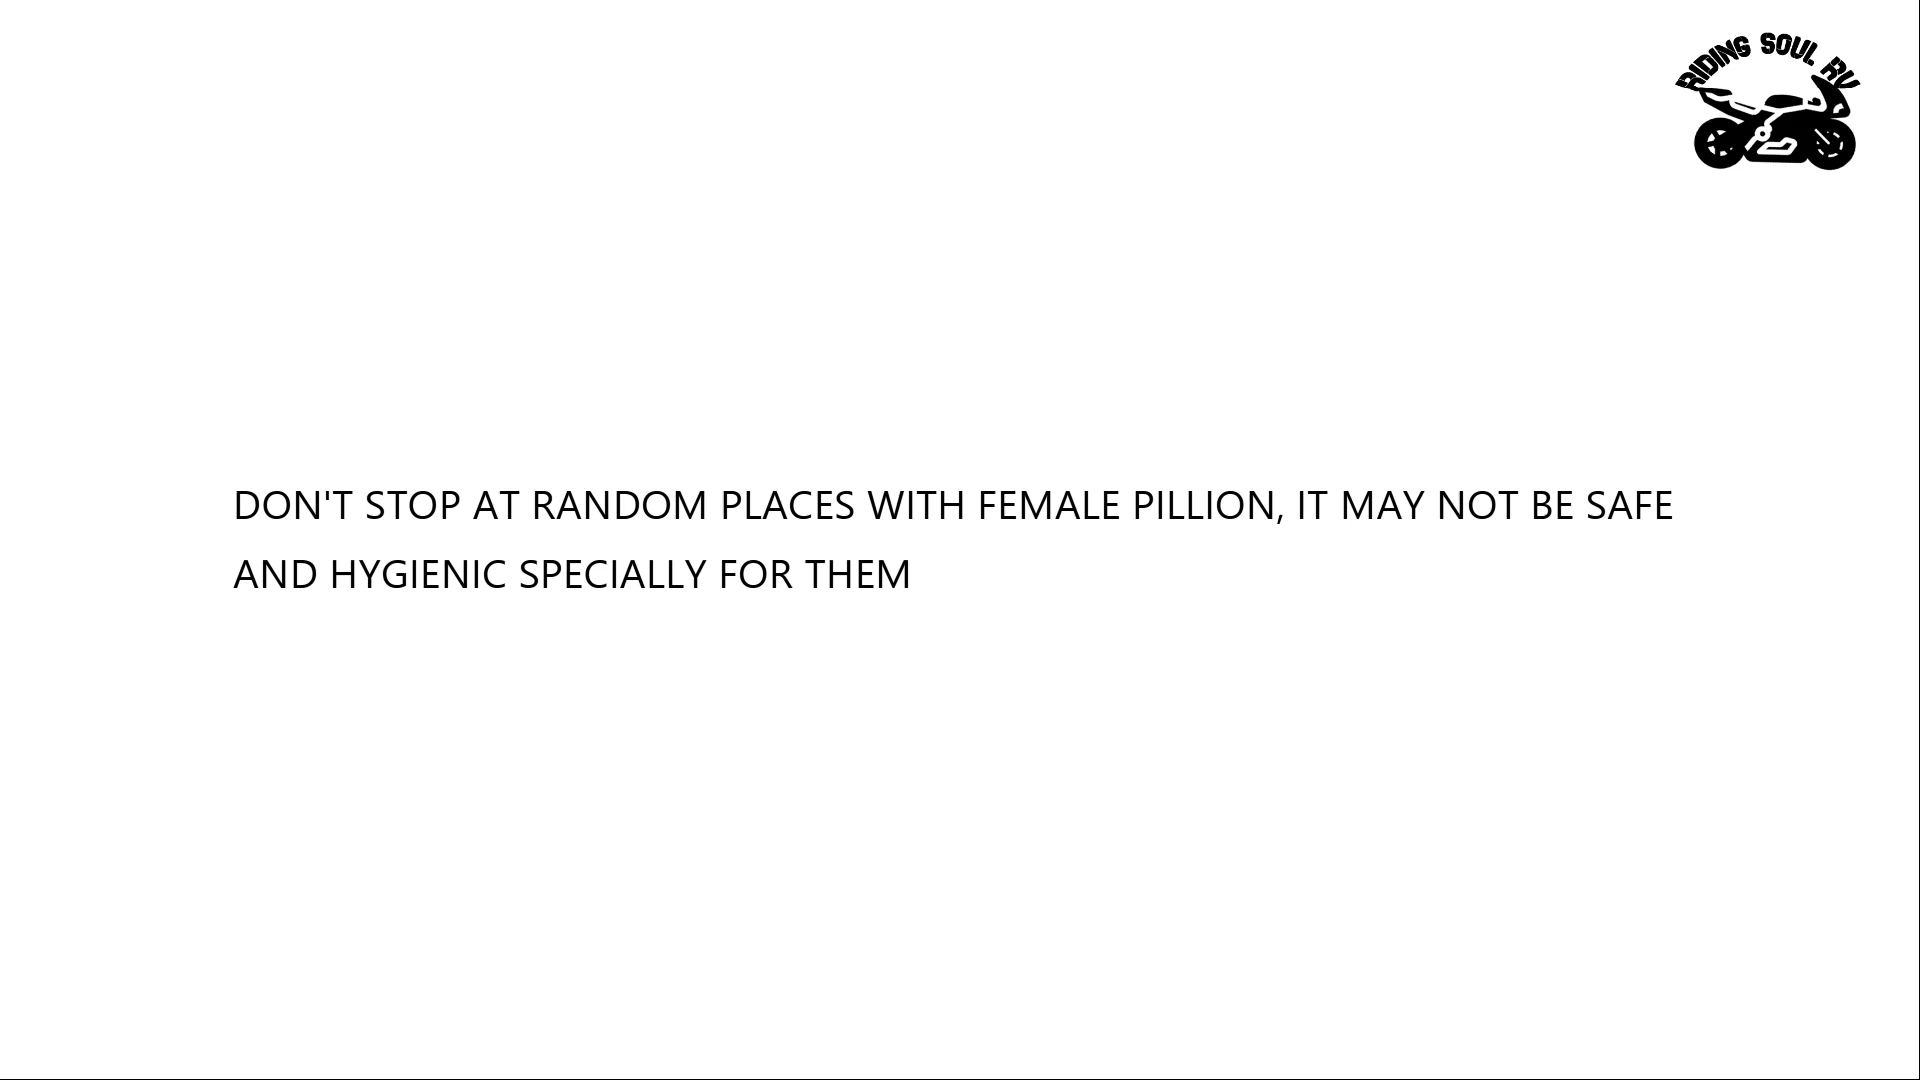 RIDING SOUL RV
DON'T STOP AT RANDOM PLACES WITH FEMALE PILLION, IT MAY NOT BE SAFE
AND HYGIENIC SPECIALLY FOR THEM